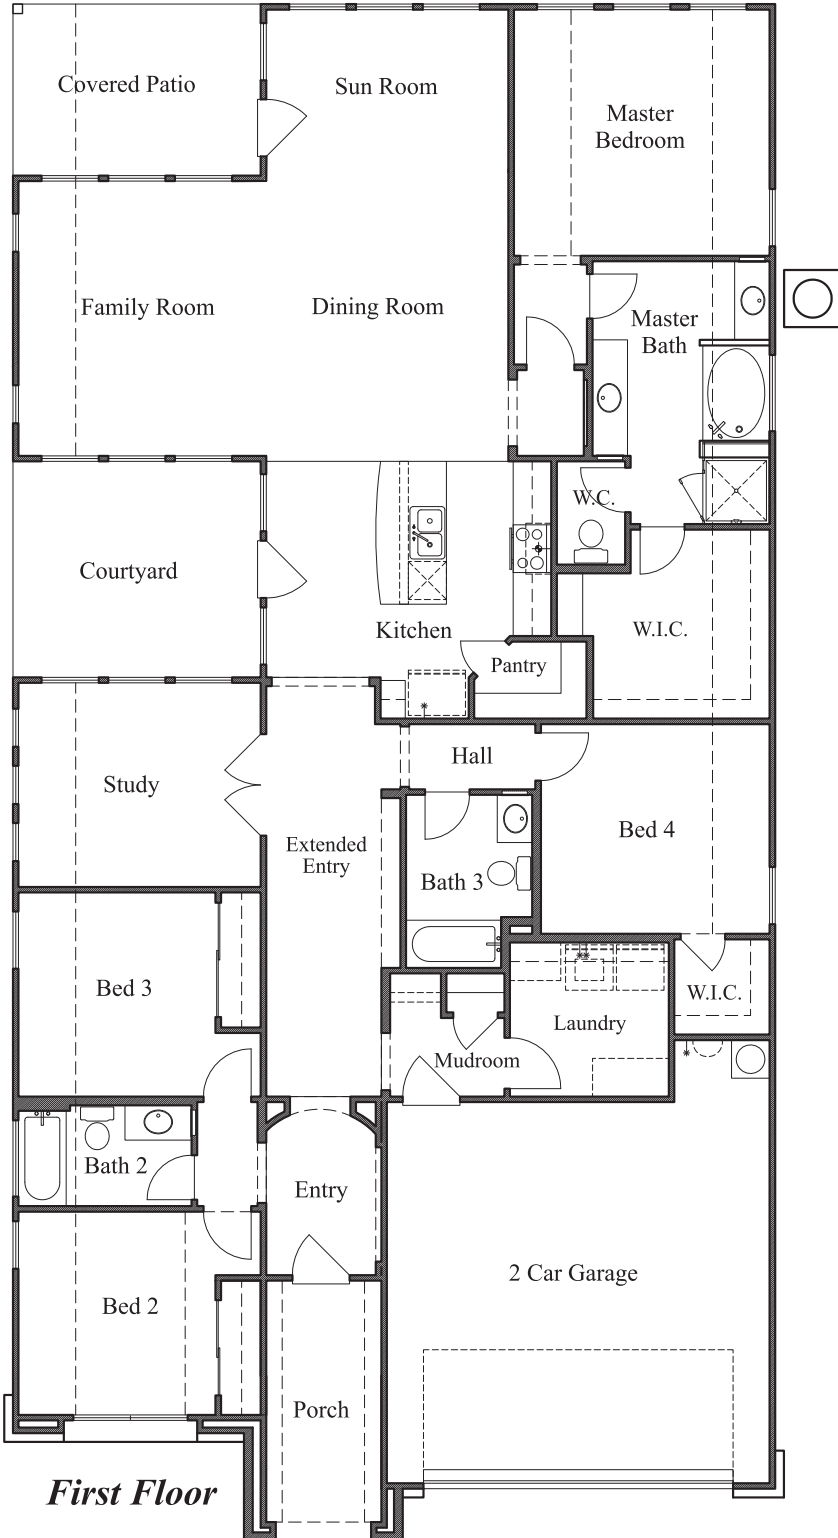 Covered Patio
Sun Room
Master
Bedroom
Family Room
Dining Room
Master
Bath
W.C.
Courtyard
Kitchen
W.I.C.
Pantry
Study
Hall
Extended
Entry
Bed 4
Bath 3
Bed 3
W.I.C.
Laundry
Mudroom
Bath 2
Entry
2 Car Garage
Bed 2
Porch
First Floor